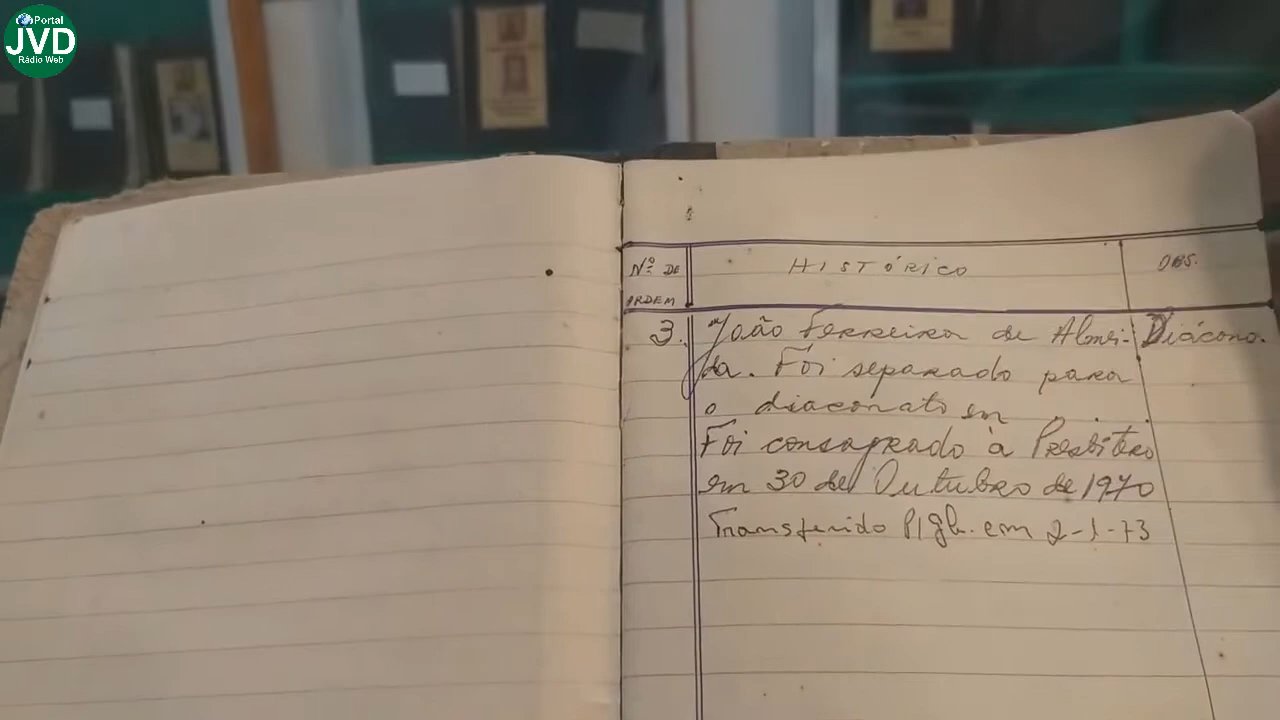 Portal
JVD
Rádio Web
Nº DE
ORDEM
HISTÓRICO
OBS.
3. João Ferreira de Almei- Diácono.
da. Foi separado para
o diaconato em
Foi consagrado à Presbítero
em 30 de Outubro de 1970
Transferido P/gb. em 2-1-73